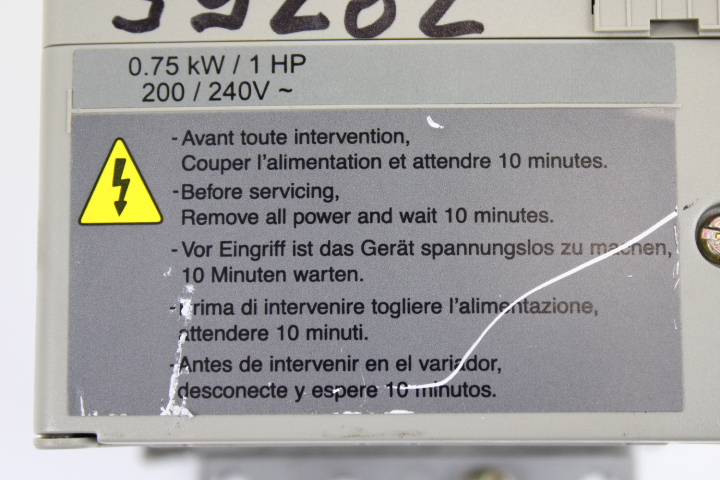 0.75 kW / 1 HP
200 / 240V ~
- Avant toute intervention,
Couper l'alimentation et attendre 10 minutes.
- Before servicing,
Remove all power and wait 10 minutes.
- Vor Eingriff ist das Gerät spannungslos zu machen,
10 Minuten warten.
- Prima di intervenire togliere l'alimentazione,
attendere 10 minuti.
- Antes de intervenir en el variador,
desconecte y espere 10 minutos.